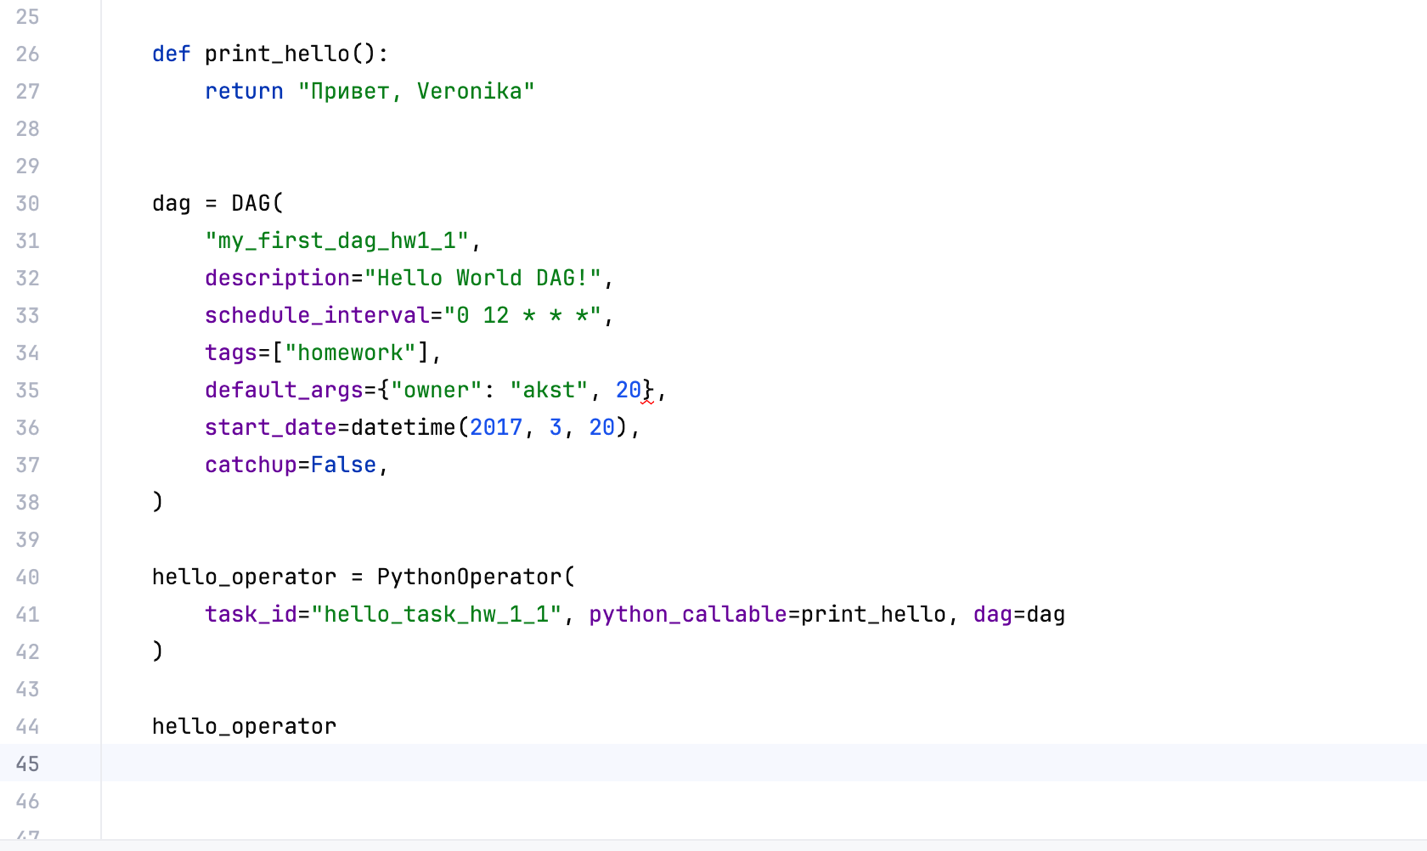 25
26 def print_hello():
27     return "Привет, Veronika"
28
29
30 dag = DAG(
31     "my_first_dag_hw1_1",
32     description="Hello World DAG!",
33     schedule_interval="0 12 * * *",
34     tags=["homework"],
35     default_args={"owner": "akst", 20},
36     start_date=datetime(2017, 3, 20),
37     catchup=False,
38 )
39
40 hello_operator = PythonOperator(
41     task_id="hello_task_hw_1_1", python_callable=print_hello, dag=dag
42 )
43
44 hello_operator
45
46
47